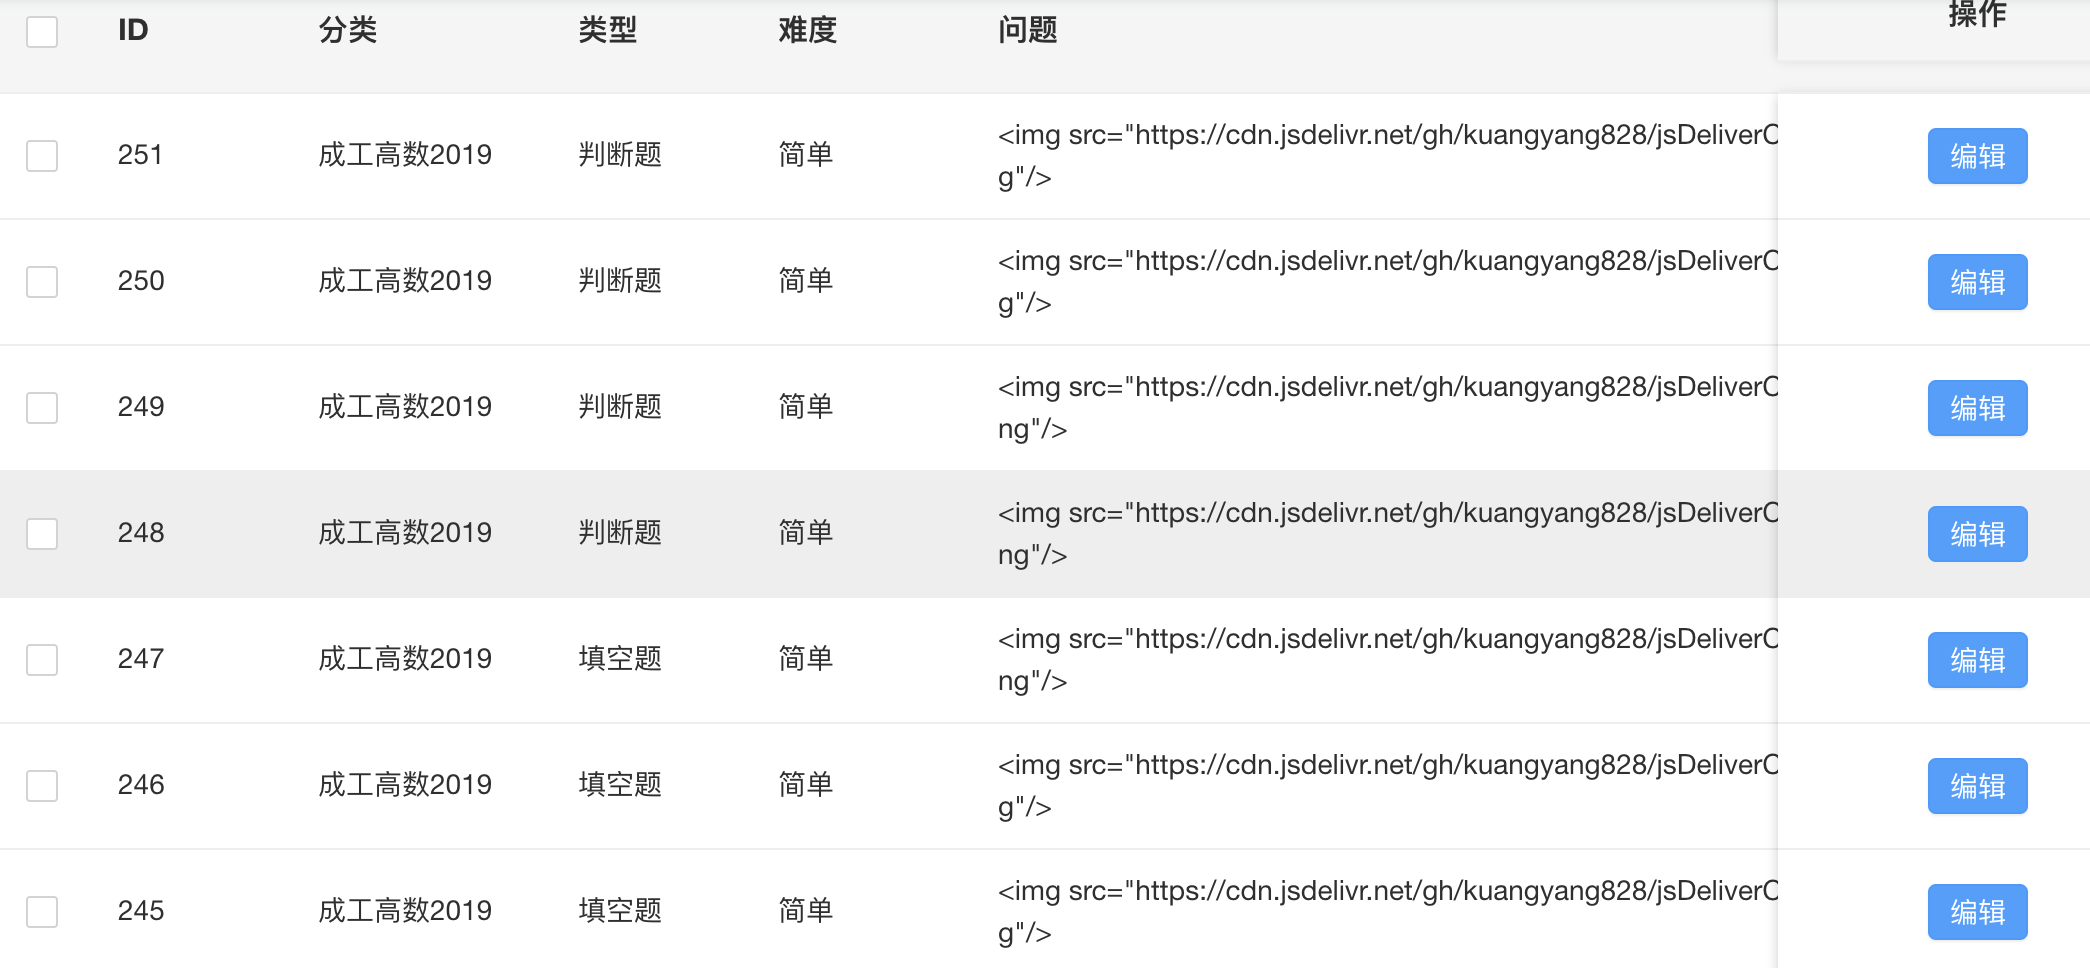 ID 分类 类型 难度 问题 操作
251 成工高数2019 判断题 简单 <img src="https://cdn.jsdelivr.net/gh/kuangyang828/jsDeliverC 编辑
g"/>
250 成工高数2019 判断题 简单 <img src="https://cdn.jsdelivr.net/gh/kuangyang828/jsDeliverC 编辑
g"/>
249 成工高数2019 判断题 简单 <img src="https://cdn.jsdelivr.net/gh/kuangyang828/jsDeliverC 编辑
ng"/>
248 成工高数2019 判断题 简单 <img src="https://cdn.jsdelivr.net/gh/kuangyang828/jsDeliverC 编辑
ng"/>
247 成工高数2019 填空题 简单 <img src="https://cdn.jsdelivr.net/gh/kuangyang828/jsDeliverC 编辑
ng"/>
246 成工高数2019 填空题 简单 <img src="https://cdn.jsdelivr.net/gh/kuangyang828/jsDeliverC 编辑
g"/>
245 成工高数2019 填空题 简单 <img src="https://cdn.jsdelivr.net/gh/kuangyang828/jsDeliverC 编辑
g"/>